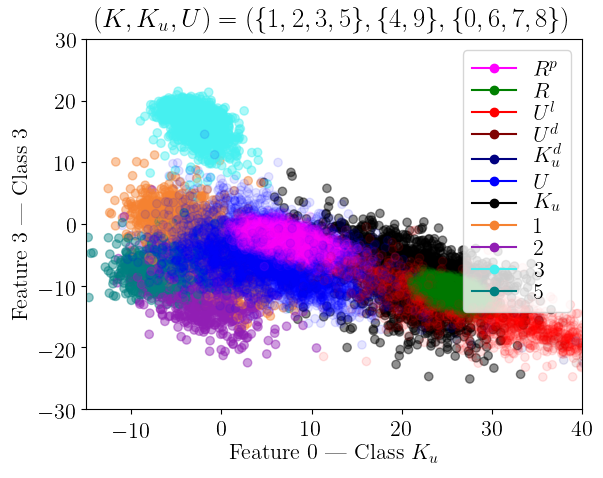 (K, K_u, U) = ({1, 2, 3, 5}, {4, 9}, {0, 6, 7, 8})
30
20
10
0
−10
−20
−30
Feature 3 — Class 3
R^p
R
U^l
U^d
K_u^d
U
K_u
1
2
3
5
−10
0
10
20
30
40
Feature 0 — Class K_u